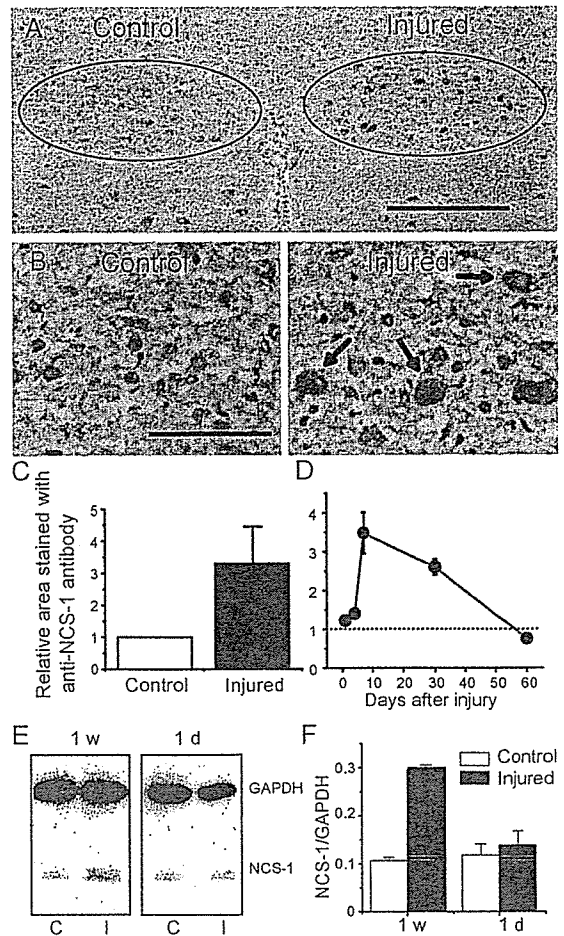 A Control Injured
B Control Injured
C D
Relative area stained with
anti-NCS-1 antibody
5
4
3
2
1
0
Control Injured
4
3
2
1
0
0 10 20 30 40 50 60
Days after injury
E 1 w 1 d F
GAPDH
NCS-1
C I C I
NCS-1/GAPDH
0.3
0.2
0.1
0
Control
Injured
1 w 1 d